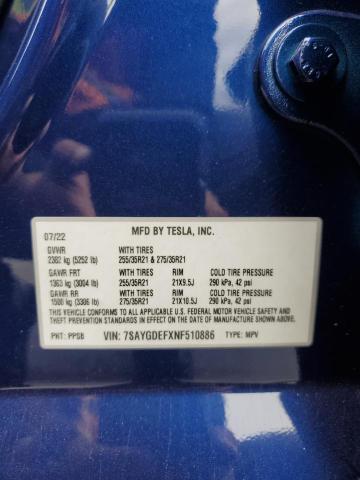 MFD BY TESLA, INC.
07/22
GVWR WITH TIRES
2382 kg (5252 lb) 255/35R21 & 275/35R21
GAWR FRT WITH TIRES RIM COLD TIRE PRESSURE
1363 kg (3004 lb) 255/35R21 21X9.5J 290 kPa, 42 psi
GAWR RR WITH TIRES RIM COLD TIRE PRESSURE
1500 kg (3306 lb) 275/35R21 21X10.5J 290 kPa, 42 psi
THIS VEHICLE CONFORMS TO ALL APPLICABLE U.S. FEDERAL MOTOR VEHICLE SAFETY, BUMPER AND THEFT PREVENTION STANDARDS IN EFFECT ON THE DATE OF MANUFACTURE SHOWN ABOVE.
PNT: PPSB VIN: 7SAYGDEFXNF510886 TYPE: MPV